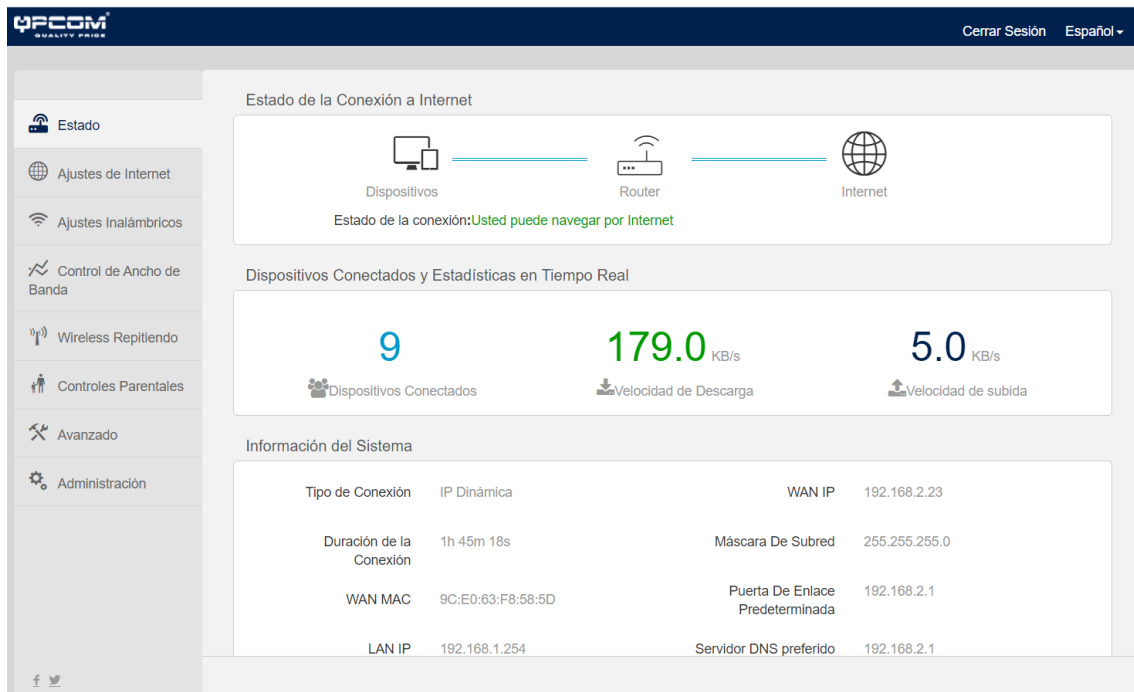 QPCOM
QUALITY PRICE
Cerrar Sesión Español
Estado
Ajustes de Internet
Ajustes Inalámbricos
Control de Ancho de
Banda
Wireless Repitiendo
Controles Parentales
Avanzado
Administración
Estado de la Conexión a Internet
Dispositivos Router Internet
Estado de la conexión:Usted puede navegar por Internet
Dispositivos Conectados y Estadísticas en Tiempo Real
9 179.0 KB/s 5.0 KB/s
Dispositivos Conectados Velocidad de Descarga Velocidad de subida
Información del Sistema
Tipo de Conexión IP Dinámica WAN IP 192.168.2.23
Duración de la
Conexión 1h 45m 18s Máscara De Subred 255.255.255.0
WAN MAC 9C:E0:63:F8:58:5D Puerta De Enlace
Predeterminada 192.168.2.1
LAN IP 192.168.1.254 Servidor DNS preferido 192.168.2.1